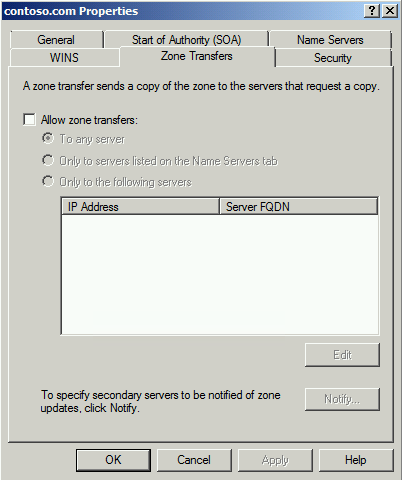 contoso.com Properties
General Start of Authority (SOA) Name Servers
WINS Zone Transfers Security
A zone transfer sends a copy of the zone to the servers that request a copy.
Allow zone transfers:
To any server
Only to servers listed on the Name Servers tab
Only to the following servers
IP Address Server FQDN
Edit
To specify secondary servers to be notified of zone
updates, click Notify.
Notify...
OK Cancel Apply Help